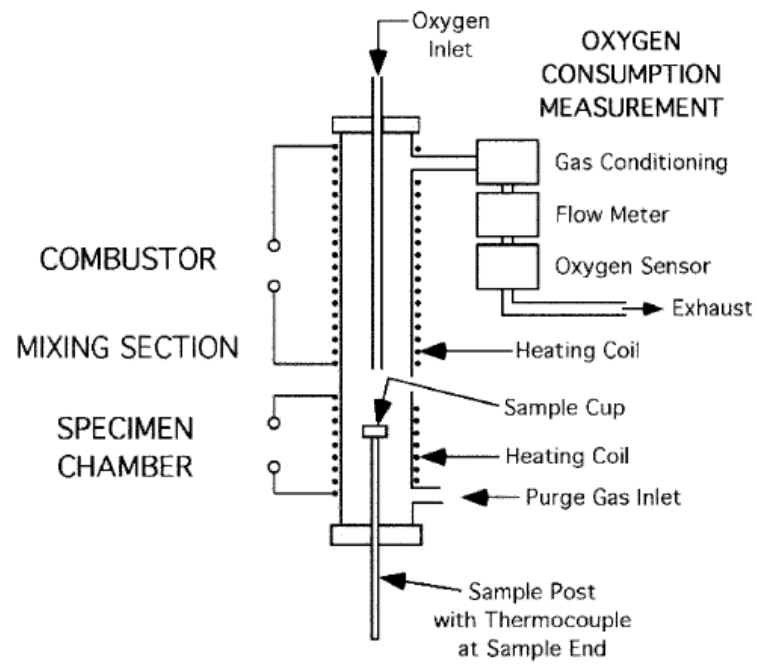 Oxygen
Inlet
OXYGEN
CONSUMPTION
MEASUREMENT
Gas Conditioning
Flow Meter
Oxygen Sensor
Exhaust
COMBUSTOR
MIXING SECTION
Heating Coil
Sample Cup
SPECIMEN
CHAMBER
Heating Coil
Purge Gas Inlet
Sample Post
with Thermocouple
at Sample End